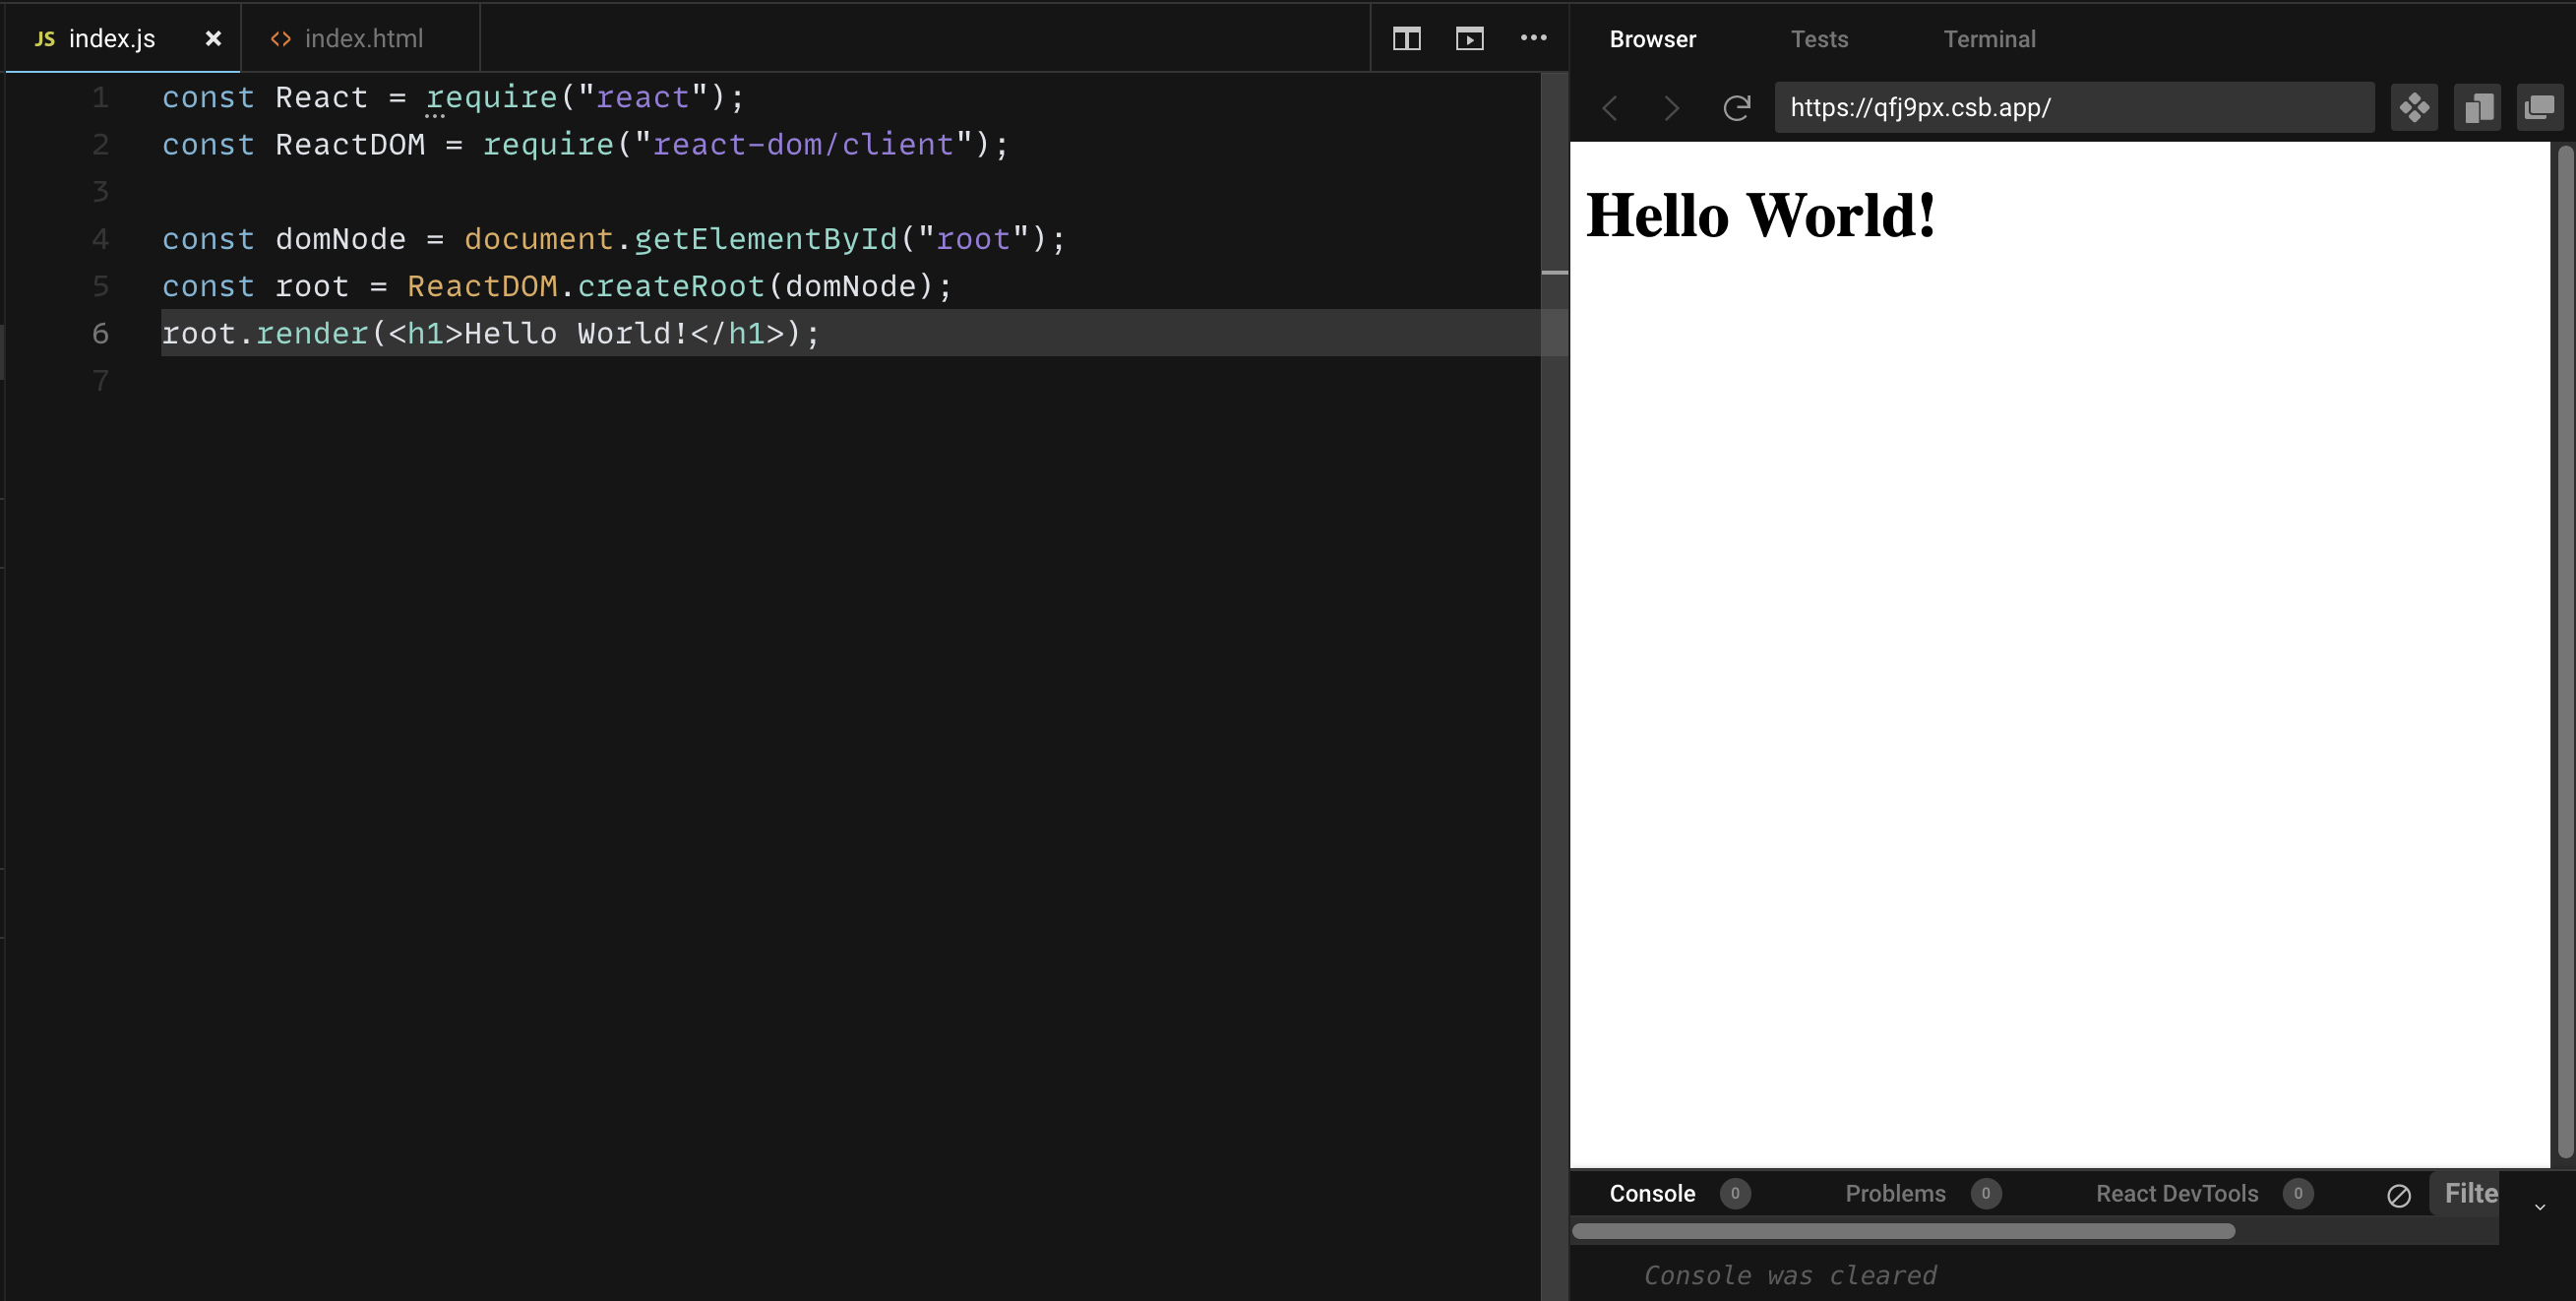 JS index.js × <> index.html
1 const React = require("react");
2 const ReactDOM = require("react-dom/client");
3
4 const domNode = document.getElementById("root");
5 const root = ReactDOM.createRoot(domNode);
6 root.render(<h1>Hello World!</h1>);
7
Browser Tests Terminal
https://qfj9px.csb.app/
Hello World!
Console 0 Problems 0 React DevTools 0 Filte
Console was cleared